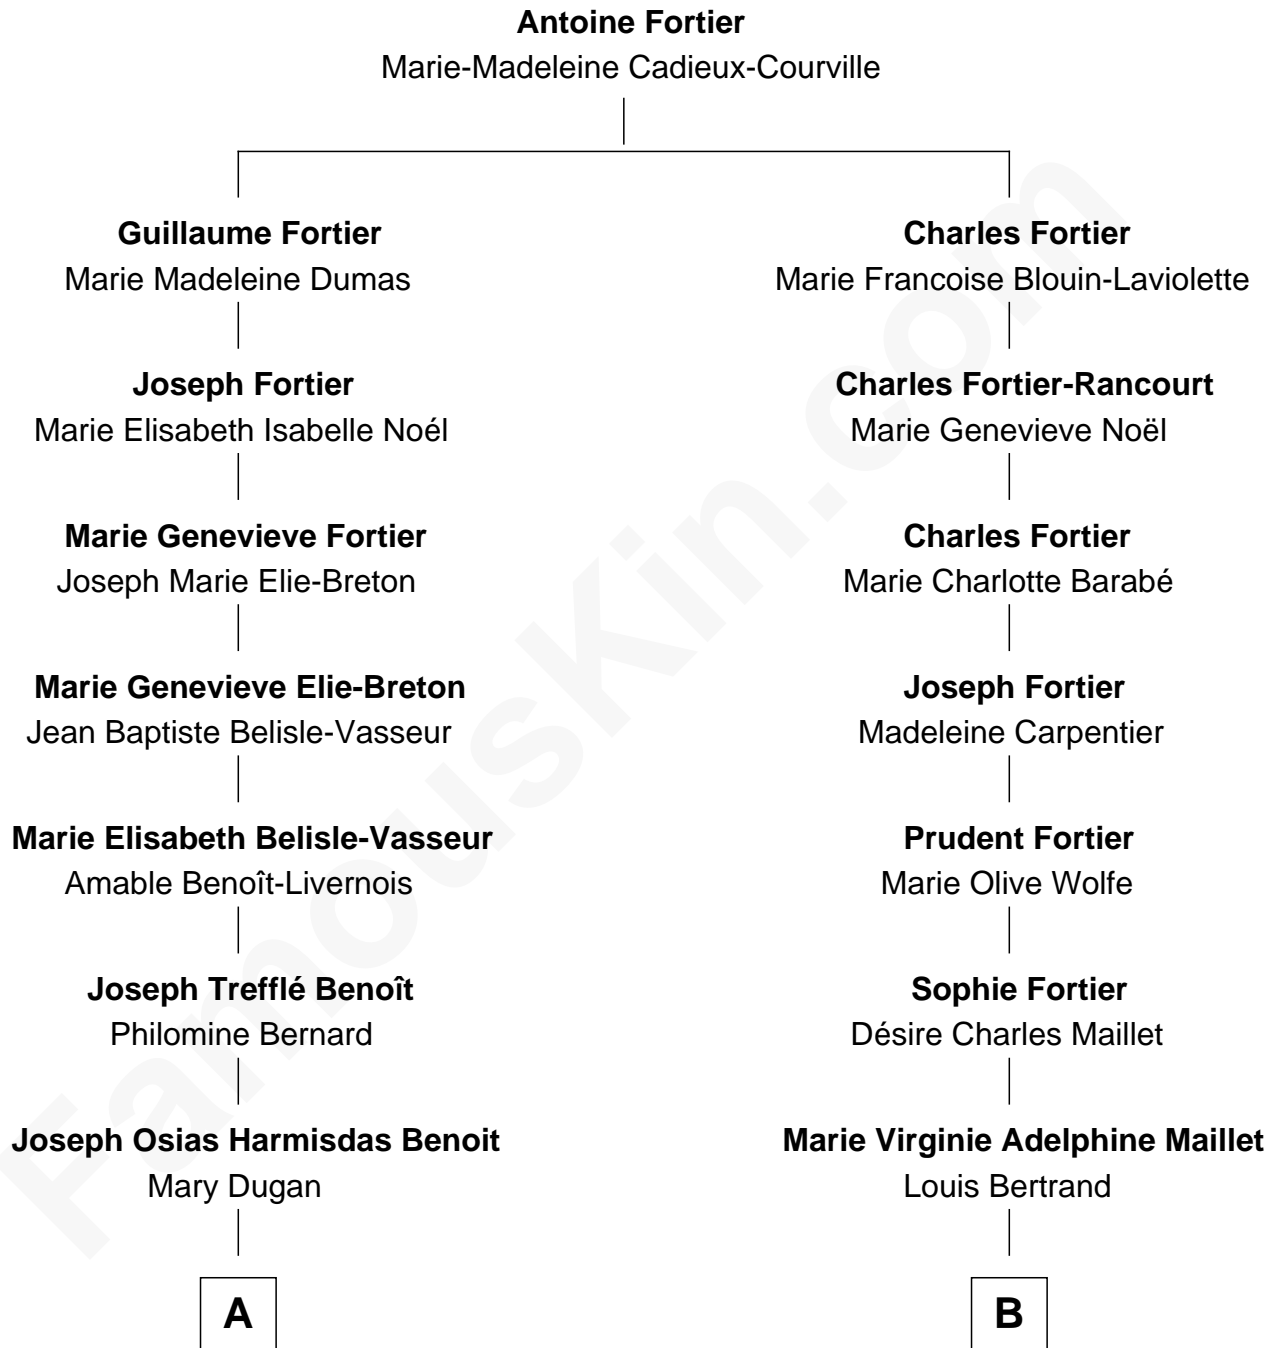 Antoine Fortier
Marie-Madeleine Cadieux-Courville
Guillaume Fortier
Marie Madeleine Dumas
Charles Fortier
Marie Francoise Blouin-Laviolette
Joseph Fortier
Marie Elisabeth Isabelle Noél
Charles Fortier-Rancourt
Marie Genevieve Noël
Marie Genevieve Fortier
Joseph Marie Elie-Breton
Charles Fortier
Marie Charlotte Barabé
Marie Genevieve Elie-Breton
Jean Baptiste Belisle-Vasseur
Joseph Fortier
Madeleine Carpentier
Marie Elisabeth Belisle-Vasseur
Amable Benoît-Livernois
Prudent Fortier
Marie Olive Wolfe
Joseph Trefflé Benoît
Philomine Bernard
Sophie Fortier
Désire Charles Maillet
Joseph Osias Harmisdas Benoit
Mary Dugan
Marie Virginie Adelphine Maillet
Louis Bertrand
A
B
FamousKin.com